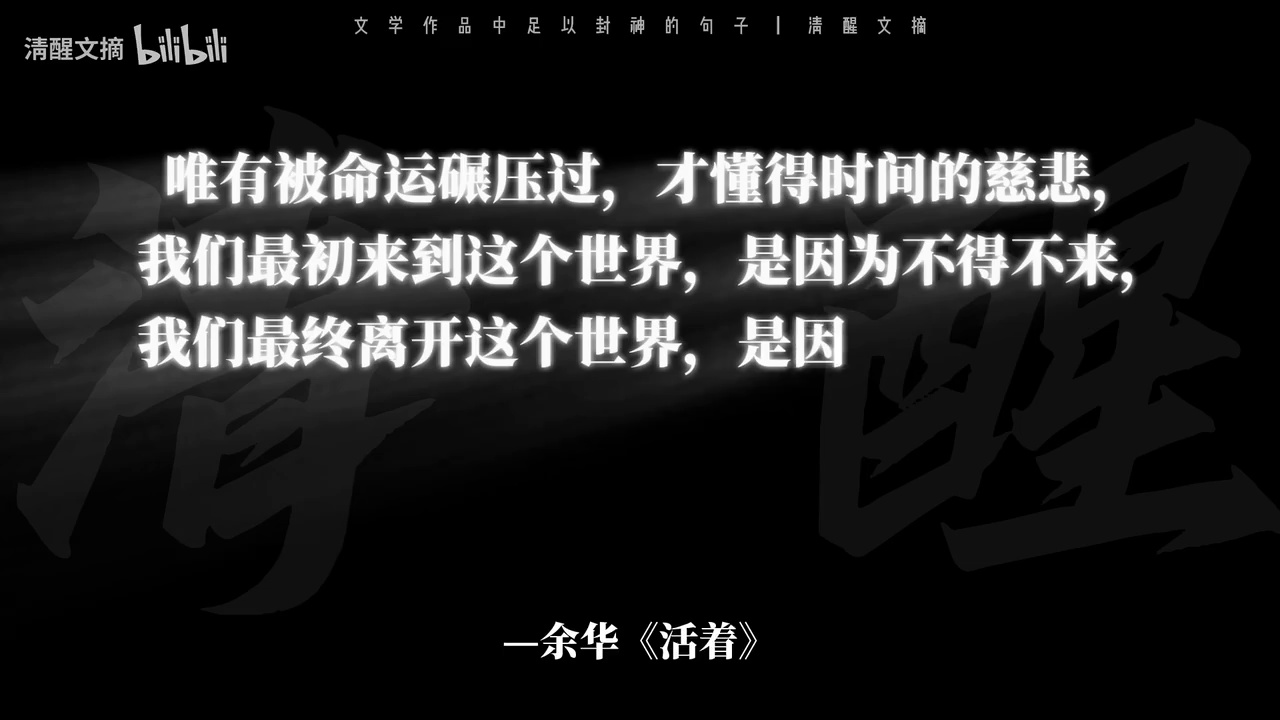 文学作品中足以封神的句子 | 清醒文摘
清醒文摘 bilibili
唯有被命运碾压过，才懂得时间的慈悲，
我们最初来到这个世界，是因为不得不来，
我们最终离开这个世界，是因
—余华《活着》
清醒